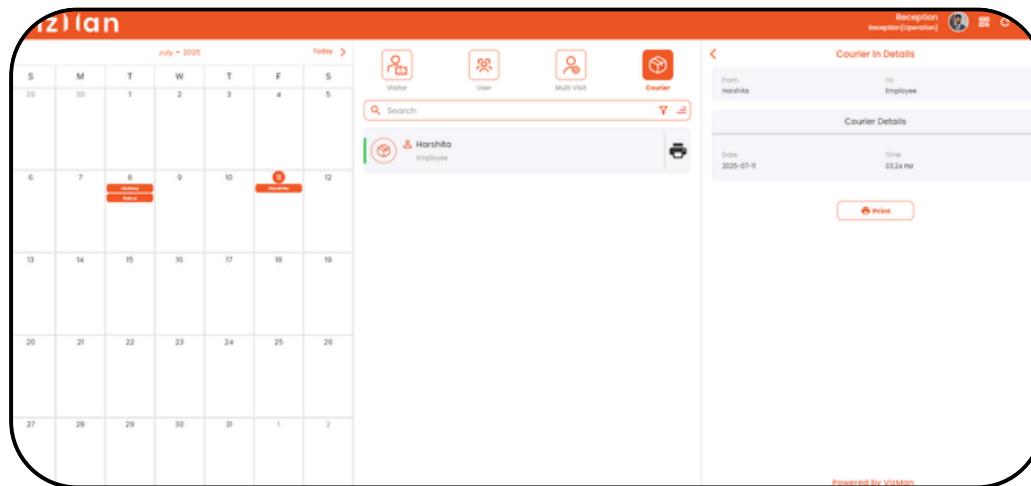 VizMan
Reception
Reception(Operation)
July - 2025
Today
S M T W T F S
29 30 1 2 3 4 5
6 7 8 9 10 11 12
Harshita
Rahul
13 14 15 16 17 18 19
20 21 22 23 24 25 26
27 28 29 30 31 1 2
Visitor
User
Multi Visit
Courier
Search
Harshita
Employee
Courier In Details
From To
Harshita Employee
Courier Details
Date Time
2025-07-11 03:24 PM
Print
Powered by VizMan